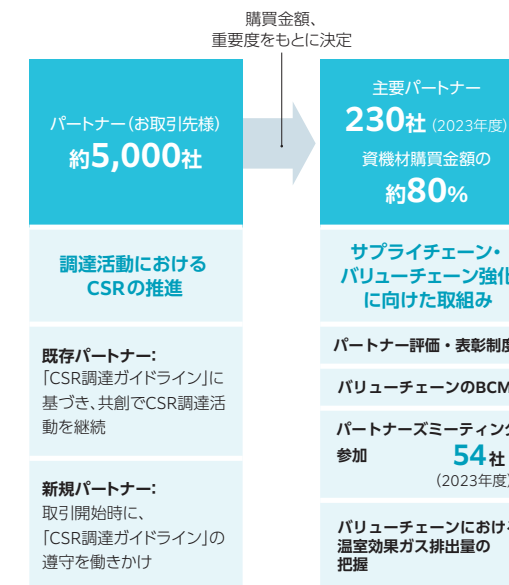 購買金額、
重要度をもとに決定
パートナー（お取引先様）
約5,000社
調達活動における
CSRの推進
既存パートナー：
「CSR調達ガイドライン」に
基づき、共創でCSR調達活
動を継続
新規パートナー：
取引開始時に、
「CSR調達ガイドライン」の
遵守を働きかけ
主要パートナー
230社（2023年度）
資機材購買金額の
約80%
サプライチェーン・
バリューチェーン強化
に向けた取組み
パートナー評価・表彰制度
バリューチェーンのBCM
パートナーズミーティング
参加 54社
（2023年度）
バリューチェーンにおける
温室効果ガス排出量の
把握